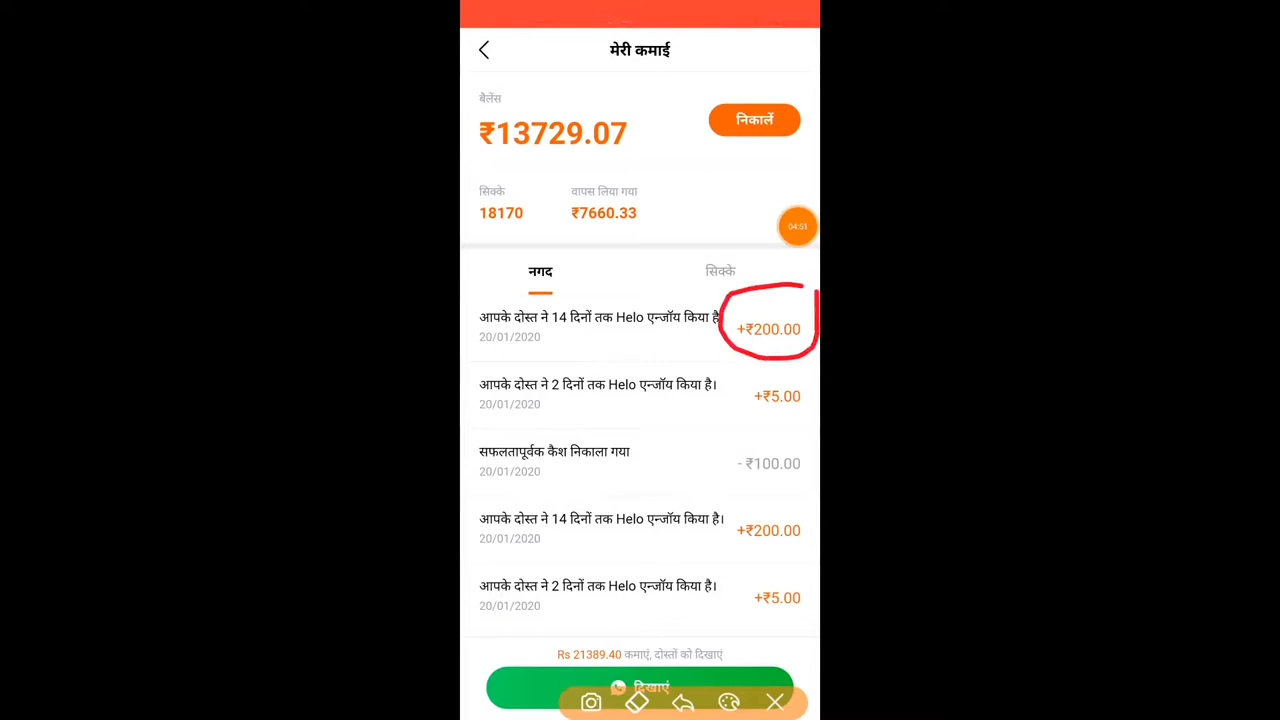 मेरी कमाई
बैलेंस
₹13729.07
निकालें
सिक्के
वापस लिया गया
18170
₹7660.33
04:51
नगद
सिक्के
आपके दोस्त ने 14 दिनों तक Helo एन्जॉय किया है
+₹200.00
20/01/2020
आपके दोस्त ने 2 दिनों तक Helo एन्जॉय किया है।
+₹5.00
20/01/2020
सफलतापूर्वक कैश निकाला गया
- ₹100.00
20/01/2020
आपके दोस्त ने 14 दिनों तक Helo एन्जॉय किया है।
+₹200.00
20/01/2020
आपके दोस्त ने 2 दिनों तक Helo एन्जॉय किया है।
+₹5.00
20/01/2020
Rs 21389.40 कमाएं, दोस्तों को दिखाएं
दिखाएं